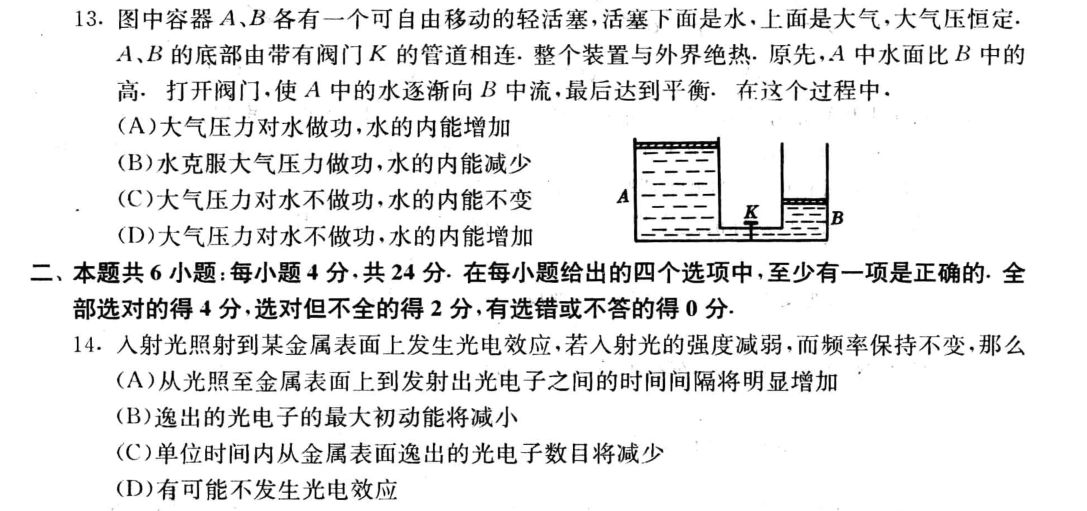 13. 图中容器 A、B 各有一个可自由移动的轻活塞,活塞下面是水,上面是大气,大气压恒定.
A、B 的底部由带有阀门 K 的管道相连. 整个装置与外界绝热. 原先,A 中水面比 B 中的
高. 打开阀门,使 A 中的水逐渐向 B 中流,最后达到平衡. 在这个过程中.
(A)大气压力对水做功,水的内能增加
(B)水克服大气压力做功,水的内能减少
(C)大气压力对水不做功,水的内能不变
(D)大气压力对水不做功,水的内能增加
A
K
B
二、本题共 6 小题;每小题 4 分,共 24 分. 在每小题给出的四个选项中,至少有一项是正确的. 全
部选对的得 4 分,选对但不全的得 2 分,有选错或不答的得 0 分.
14. 入射光照射到某金属表面上发生光电效应,若入射光的强度减弱,而频率保持不变,那么
(A)从光照至金属表面上到发射出光电子之间的时间间隔将明显增加
(B)逸出的光电子的最大初动能将减小
(C)单位时间内从金属表面逸出的光电子数目将减少
(D)有可能不发生光电效应